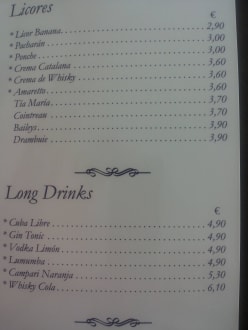 Licores
€
* Licor Banana 2,90
* Pacharán 3,00
* Ponche 3,00
* Crema Catalana 3,60
* Crema de Whisky 3,60
* Amaretto 3,60
Tia María 3,70
Cointreau 3,70
Baileys 3,90
Drambuie 3,90
Long Drinks
€
* Cuba Libre 4,90
* Gin Tonic 4,90
* Vodka Limón 4,90
* Lumumba 4,90
* Campari Naranja 5,30
* Whisky Cola 6,10